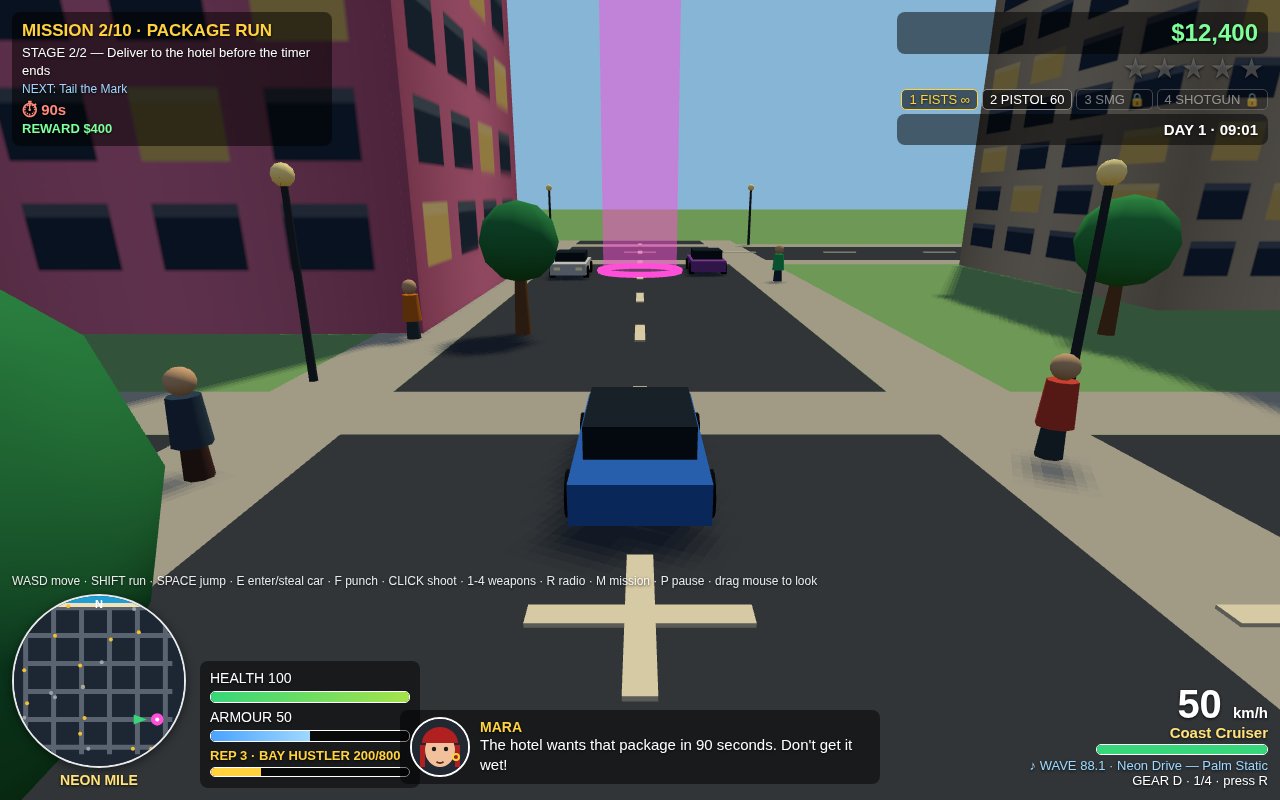 MISSION 2/10 · PACKAGE RUN
STAGE 2/2 — Deliver to the hotel before the timer
ends
NEXT: Tail the Mark
⏱ 90s
REWARD $400
$12,400
★★★★★
1 FISTS ∞ 2 PISTOL 60 3 SMG 🔒 4 SHOTGUN 🔒
DAY 1 · 09:01
WASD move · SHIFT run · SPACE jump · E enter/steal car · F punch · CLICK shoot · 1-4 weapons · R radio · M mission · P pause · drag mouse to look
N
NEON MILE
HEALTH 100
ARMOUR 50
REP 3 · BAY HUSTLER 200/800
MARA
The hotel wants that package in 90 seconds. Don't get it
wet!
50 km/h
Coast Cruiser
♪ WAVE 88.1 · Neon Drive — Palm Static
GEAR D · 1/4 · press R